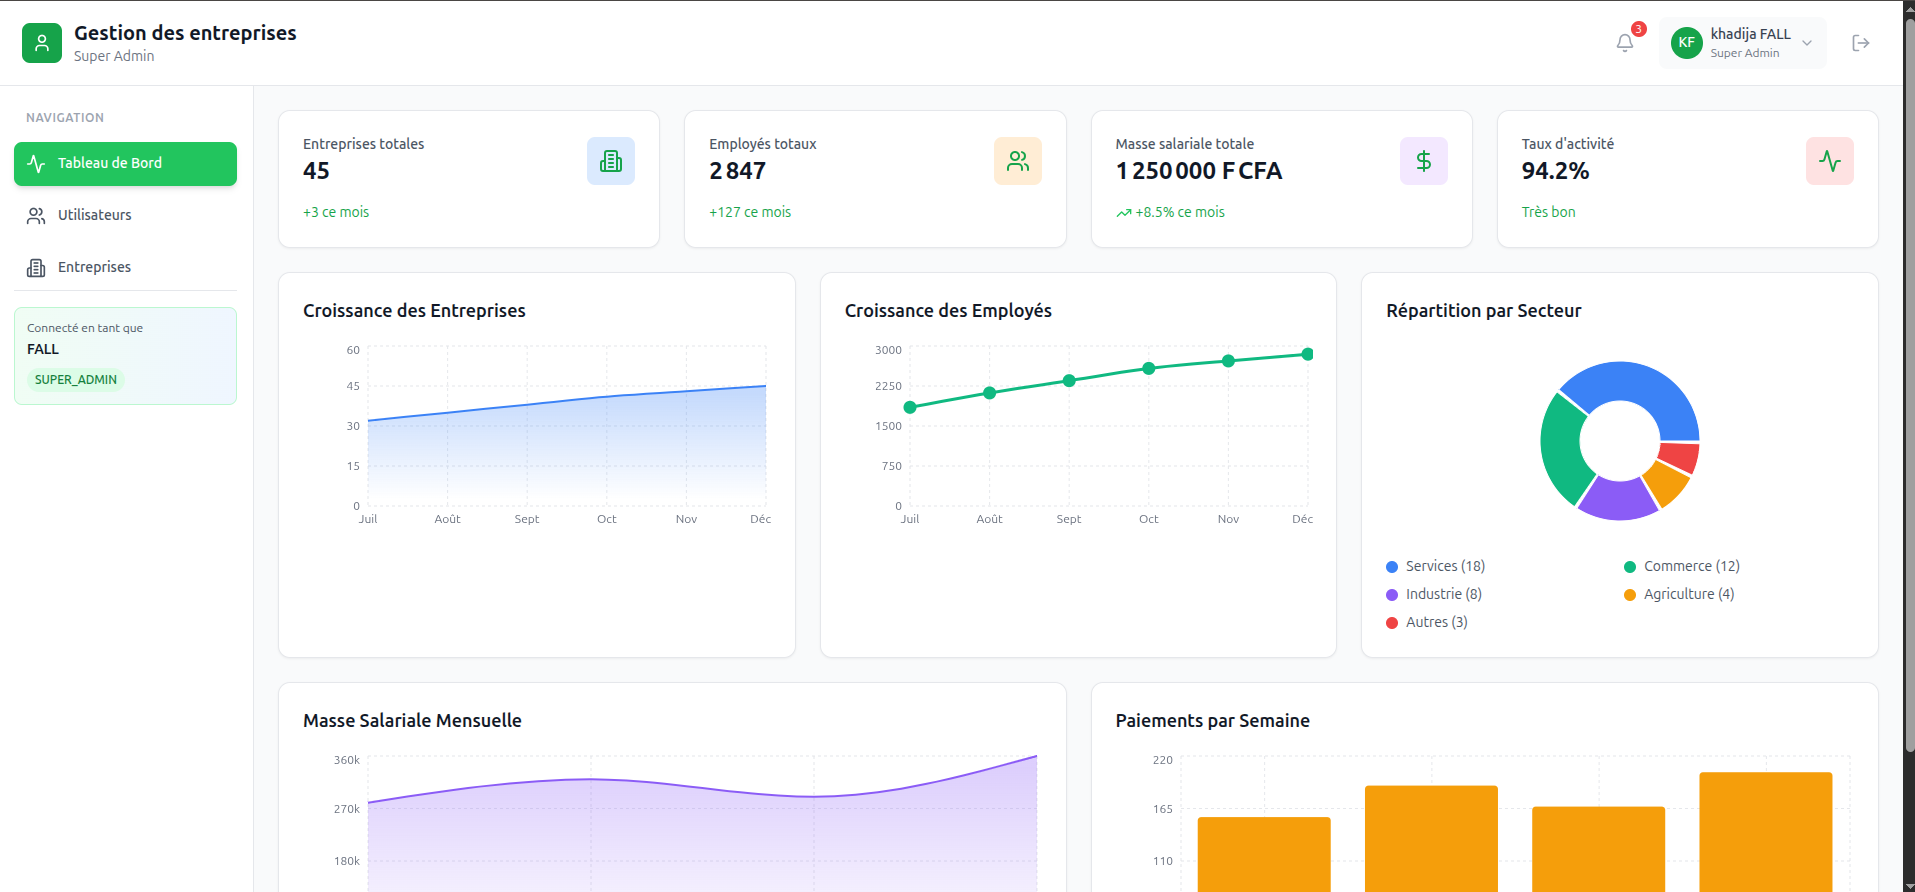 Gestion des entreprises
Super Admin
3
KF
khadija FALL
Super Admin
NAVIGATION
Tableau de Bord
Utilisateurs
Entreprises
Connecté en tant que
FALL
SUPER_ADMIN
Entreprises totales
45
+3 ce mois
Employés totaux
2 847
+127 ce mois
Masse salariale totale
1 250 000 F CFA
$
+8.5% ce mois
Taux d'activité
94.2%
Très bon
Croissance des Entreprises
60
45
30
15
0
Juil Août Sept Oct Nov Déc
Croissance des Employés
3000
2250
1500
750
0
Juil Août Sept Oct Nov Déc
Répartition par Secteur
Services (18)
Commerce (12)
Industrie (8)
Agriculture (4)
Autres (3)
Masse Salariale Mensuelle
360k
270k
180k
Paiements par Semaine
220
165
110